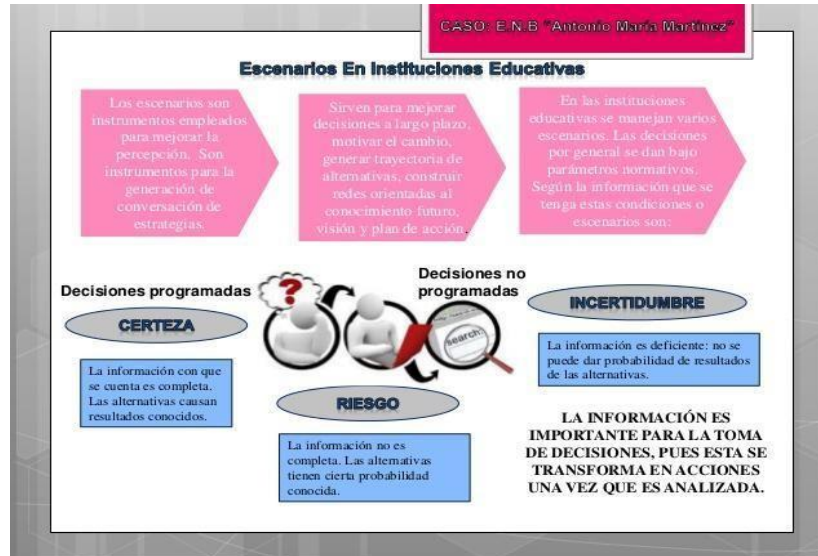 CASO: E.N.B "Antonio María Martínez"
Escenarios En Instituciones Educativas
Los escenarios son
instrumentos empleados
para mejorar la
percepción. Son
instrumentos para la
generación de
conversación de
estrategias.
Sirven para mejorar
decisiones a largo plazo,
motivar el cambio,
generar trayectoria de
alternativas, construir
redes orientadas al
conocimiento futuro,
visión y plan de acción.
En las instituciones
educativas se manejan varios
escenarios. Las decisiones
por general se dan bajo
parámetros normativos.
Según la información que se
tenga estas condiciones o
escenarios son:
Decisiones programadas
?
Decisiones no
programadas
search:
CERTEZA
La información con que
se cuenta es completa.
Las alternativas causan
resultados conocidos.
RIESGO
La información no es
completa. Las alternativas
tienen cierta probabilidad
conocida.
INCERTIDUMBRE
La información es deficiente: no se
puede dar probabilidad de resultados
de las alternativas.
LA INFORMACIÓN ES
IMPORTANTE PARA LA TOMA
DE DECISIONES, PUES ESTA SE
TRANSFORMA EN ACCIONES
UNA VEZ QUE ES ANALIZADA.